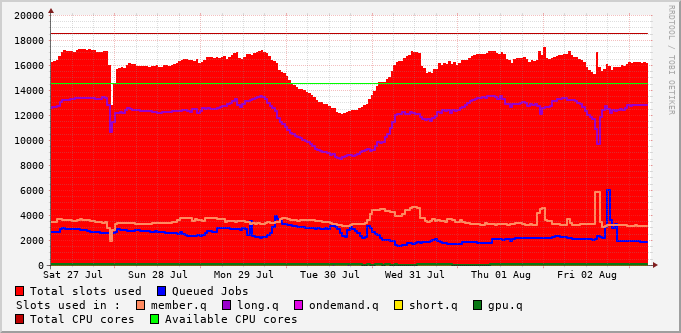 20000
18000
16000
14000
12000
10000
8000
6000
4000
2000
0
Sat 27 Jul Sun 28 Jul Mon 29 Jul Tue 30 Jul Wed 31 Jul Thu 01 Aug Fri 02 Aug
Total slots used Queued Jobs
Slots used in : member.q long.q ondemand.q short.q gpu.q
Total CPU cores Available CPU cores
RRDTOOL / TOBI OETIKER